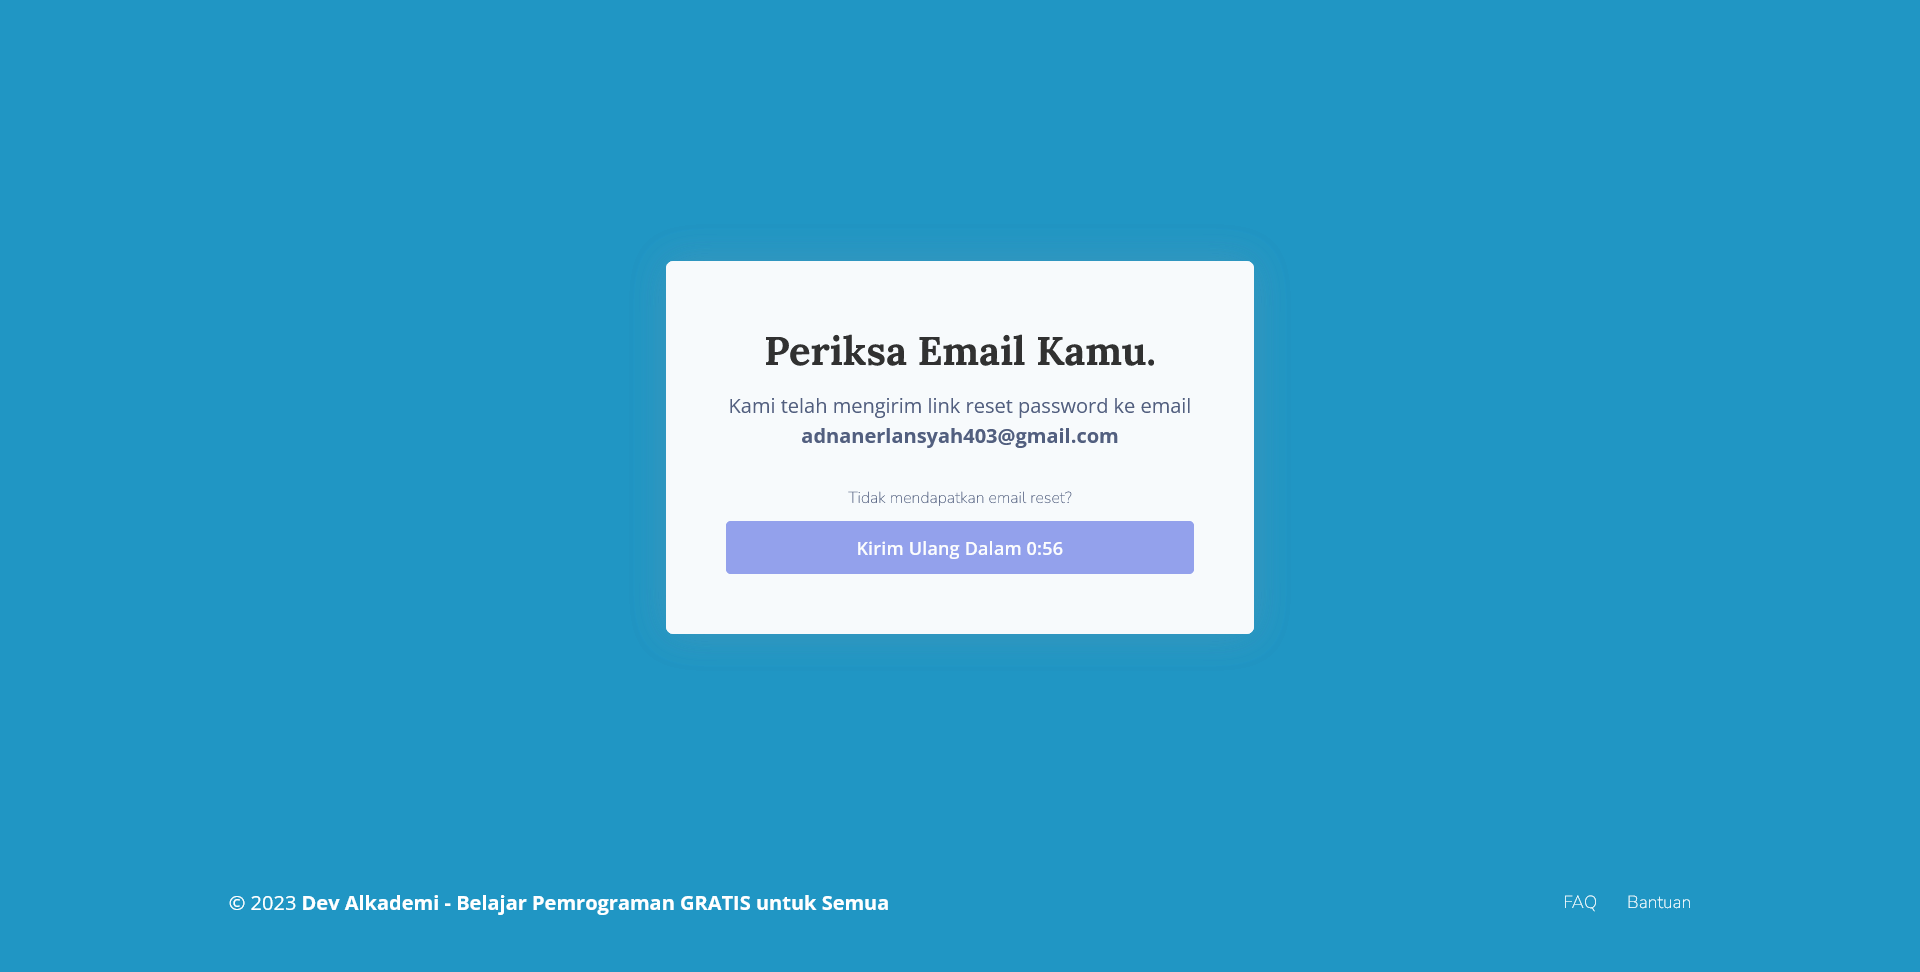 Periksa Email Kamu.
Kami telah mengirim link reset password ke email
adnanerlansyah403@gmail.com
Tidak mendapatkan email reset?
Kirim Ulang Dalam 0:56
© 2023 Dev Alkademi - Belajar Pemrograman GRATIS untuk Semua
FAQ Bantuan